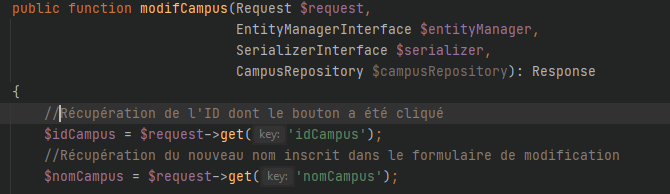 public function modifCampus(Request $request,
EntityManagerInterface $entityManager,
SerializerInterface $serializer,
CampusRepository $campusRepository): Response
{
//Récupération de l'ID dont le bouton a été cliqué
$idCampus = $request->get( key: 'idCampus');
//Récupération du nouveau nom inscrit dans le formulaire de modification
$nomCampus = $request->get( key: 'nomCampus');